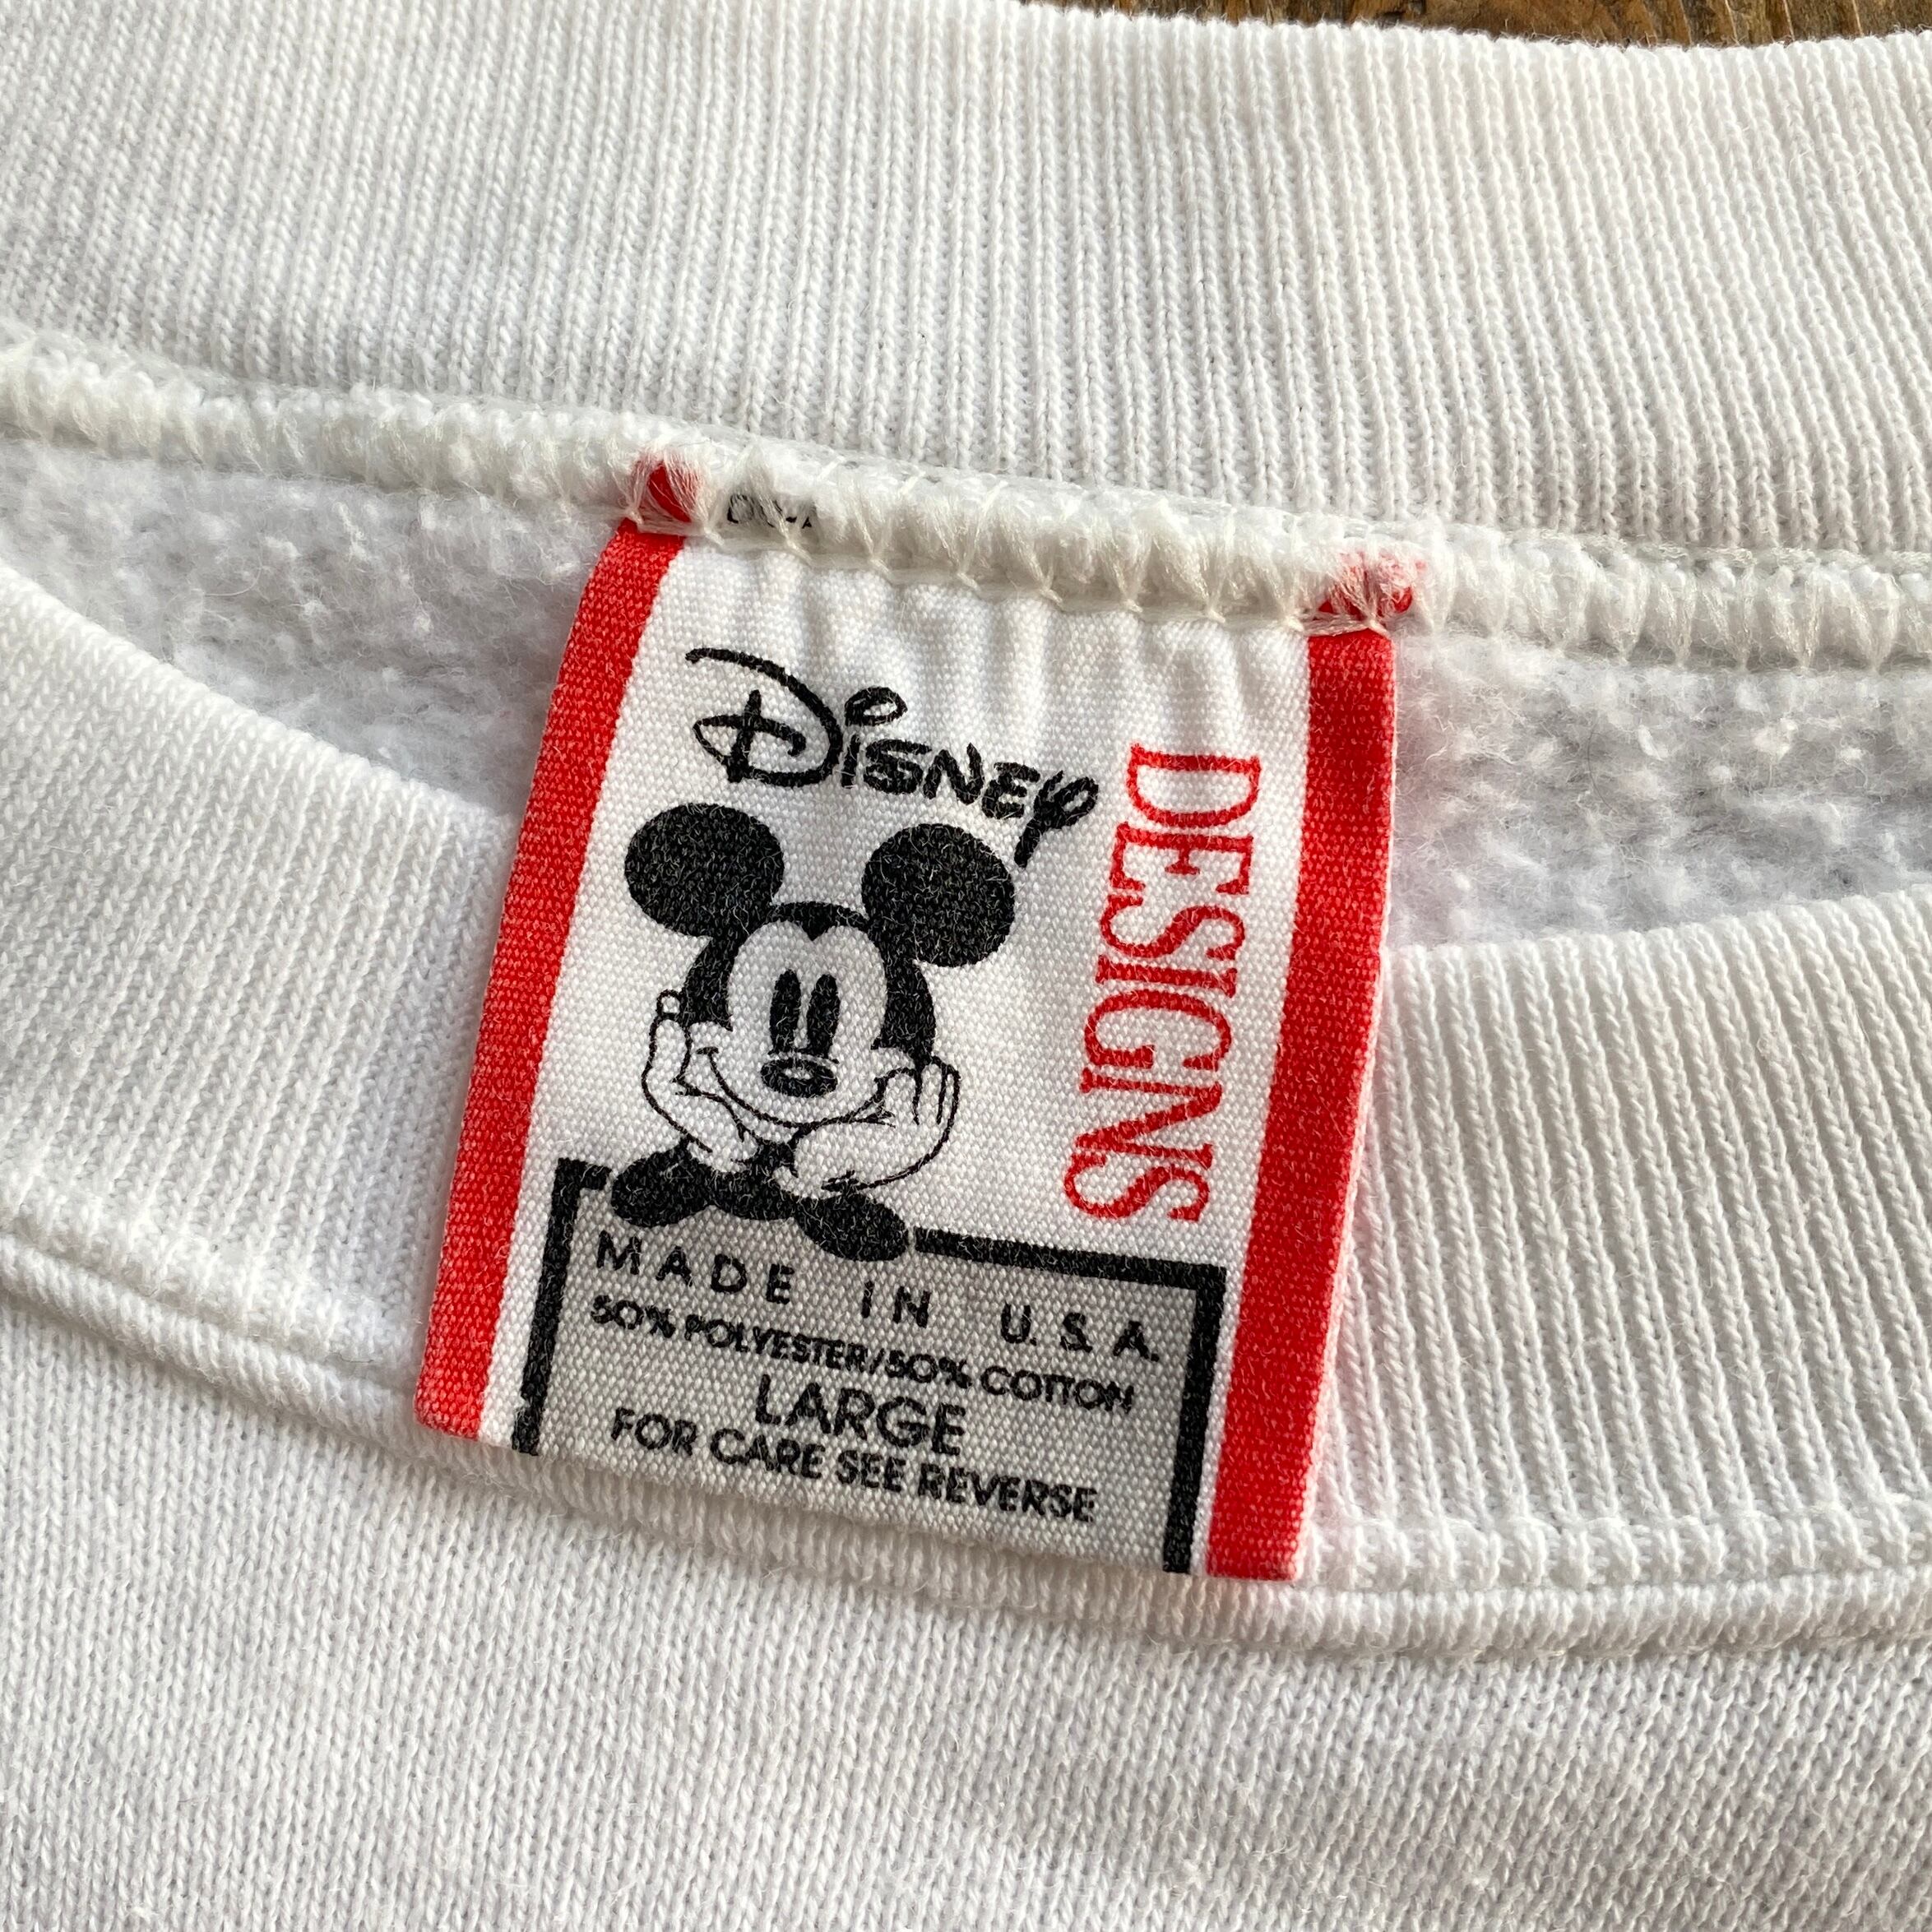 Disney
DESIGNS
MADE iN U.S.A.
50% POLYESTER/50% COTTON
LARGE
FOR CARE SEE REVERSE